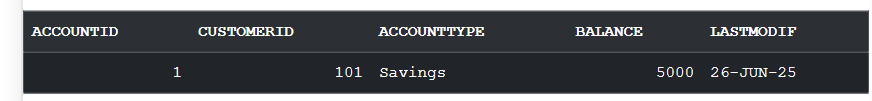 ACCOUNTID CUSTOMERID ACCOUNTTYPE BALANCE LASTMODIF
1 101 Savings 5000 26-JUN-25